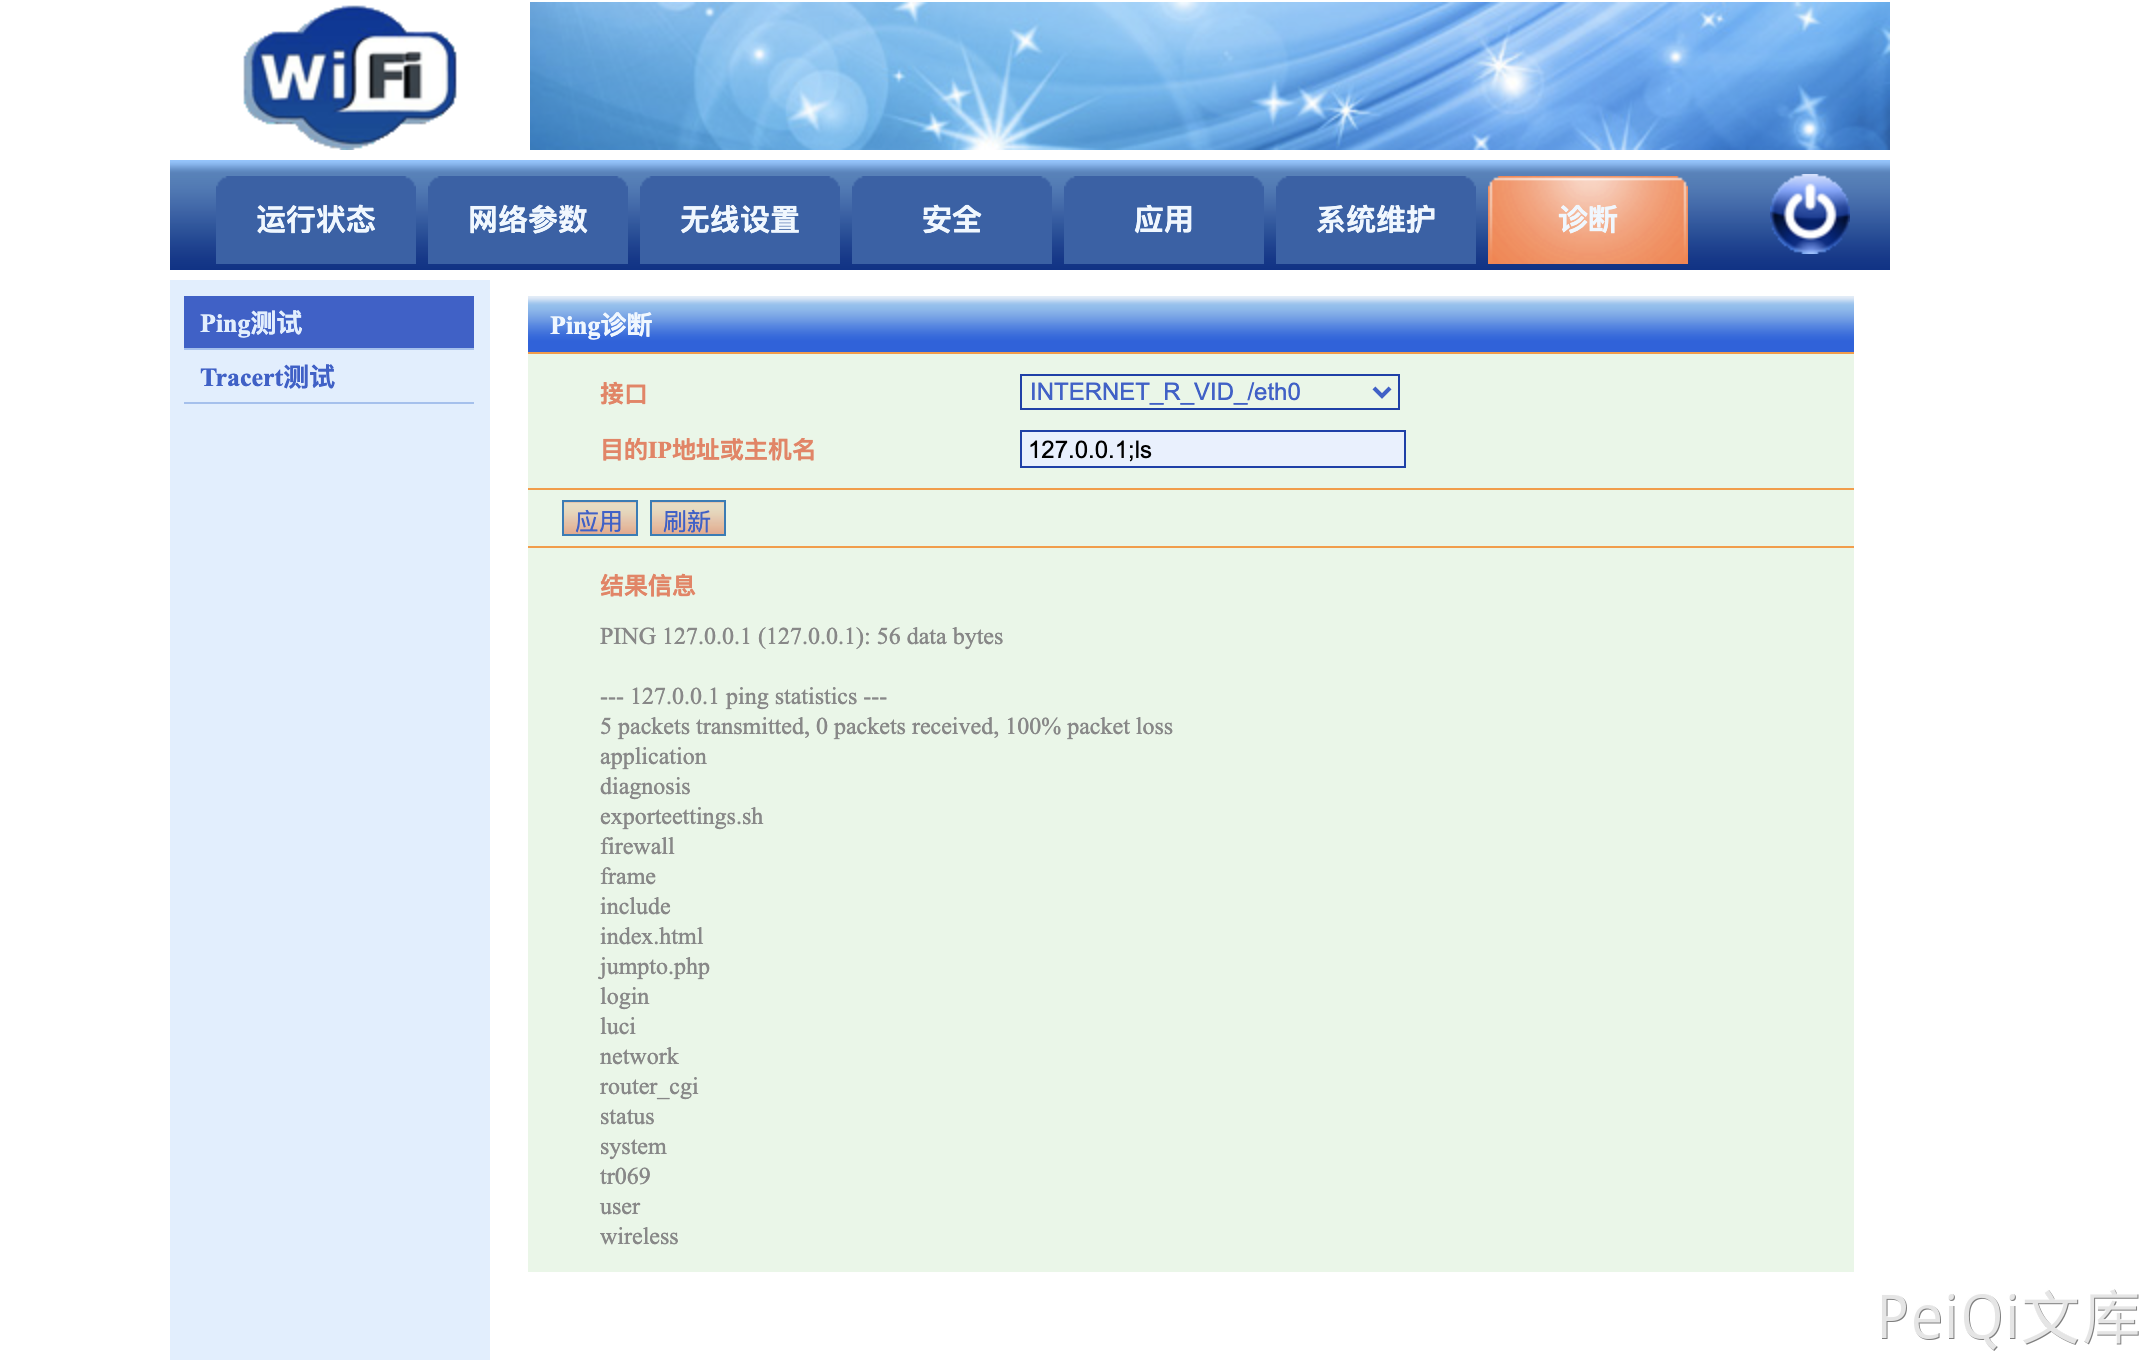 WiFi
运行状态 网络参数 无线设置 安全 应用 系统维护 诊断
Ping测试
Tracert测试
Ping诊断
接口 INTERNET_R_VID_/eth0
目的IP地址或主机名 127.0.0.1;ls
应用 刷新
结果信息
PING 127.0.0.1 (127.0.0.1): 56 data bytes
--- 127.0.0.1 ping statistics ---
5 packets transmitted, 0 packets received, 100% packet loss
application
diagnosis
exporteettings.sh
firewall
frame
include
index.html
jumpto.php
login
luci
network
router_cgi
status
system
tr069
user
wireless
PeiQi文库